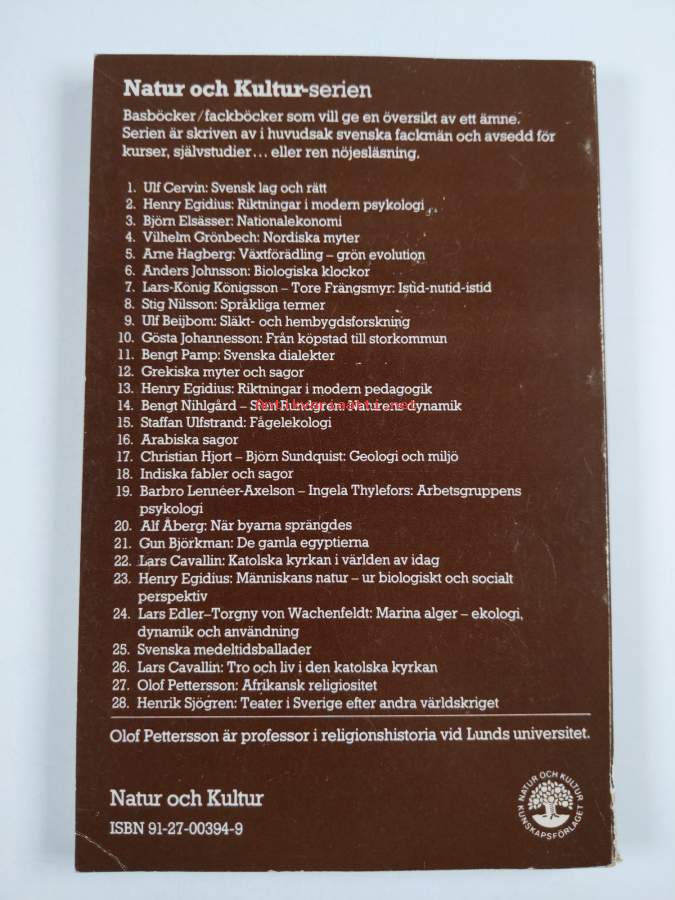 Natur och Kultur-serien
Basböcker/fackböcker som vill ge en översikt av ett ämne.
Serien är skriven av i huvudsak svenska fackmän och avsedd för
kurser, självstudier... eller ren nöjesläsning.
1. Ulf Cervin: Svensk lag och rätt
2. Henry Egidius: Riktningar i modern psykologi
3. Björn Elsässer: Nationalekonomi
4. Vilhelm Grönbech: Nordiska myter
5. Arne Hagberg: Växtförädling – grön evolution
6. Anders Johnsson: Biologiska klockor
7. Lars-König Königsson – Tore Frängsmyr: Istid-nutid-istid
8. Stig Nilsson: Språkliga termer
9. Ulf Beijbom: Släkt- och hembygdsforskning
10. Gösta Johannesson: Från köpstad till storkommun
11. Bengt Pamp: Svenska dialekter
12. Grekiska myter och sagor
13. Henry Egidius: Riktningar i modern pedagogik
14. Bengt Nihlgård – Sten Rundgren: Naturens dynamik
15. Staffan Ulfstrand: Fågelekologi
16. Arabiska sagor
17. Christian Hjort – Björn Sundquist: Geologi och miljö
18. Indiska fabler och sagor
19. Barbro Lennéer-Axelson – Ingela Thylefors: Arbetsgruppens
psykologi
20. Alf Åberg: När byarna sprängdes
21. Gun Björkman: De gamla egyptierna
22. Lars Cavallin: Katolska kyrkan i världen av idag
23. Henry Egidius: Människans natur – ur biologiskt och socialt
perspektiv
24. Lars Edler–Torgny von Wachenfeldt: Marina alger – ekologi,
dynamik och användning
25. Svenska medeltidsballader
26. Lars Cavallin: Tro och liv i den katolska kyrkan
27. Olof Pettersson: Afrikansk religiositet
28. Henrik Sjögren: Teater i Sverige efter andra världskriget
Olof Pettersson är professor i religionshistoria vid Lunds universitet.
Natur och Kultur
ISBN 91-27-00394-9
NATUR OCH KULTUR
KUNSKAPSFÖRLAGET